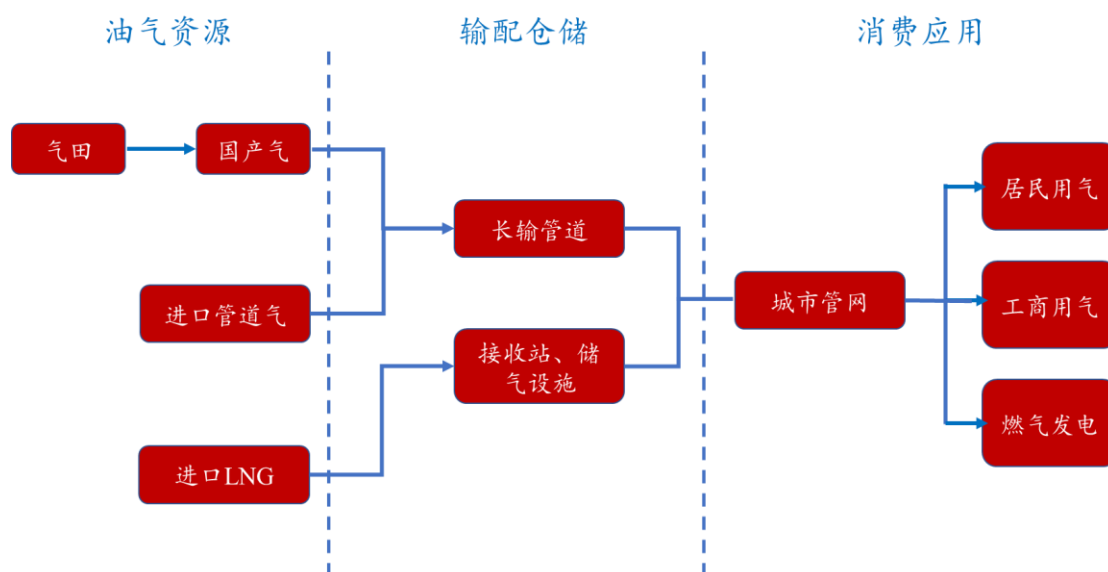 油气资源
输配仓储
消费应用
气田
国产气
居民用气
长输管道
进口管道气
城市管网
工商用气
接收站、储
气设施
燃气发电
进口LNG